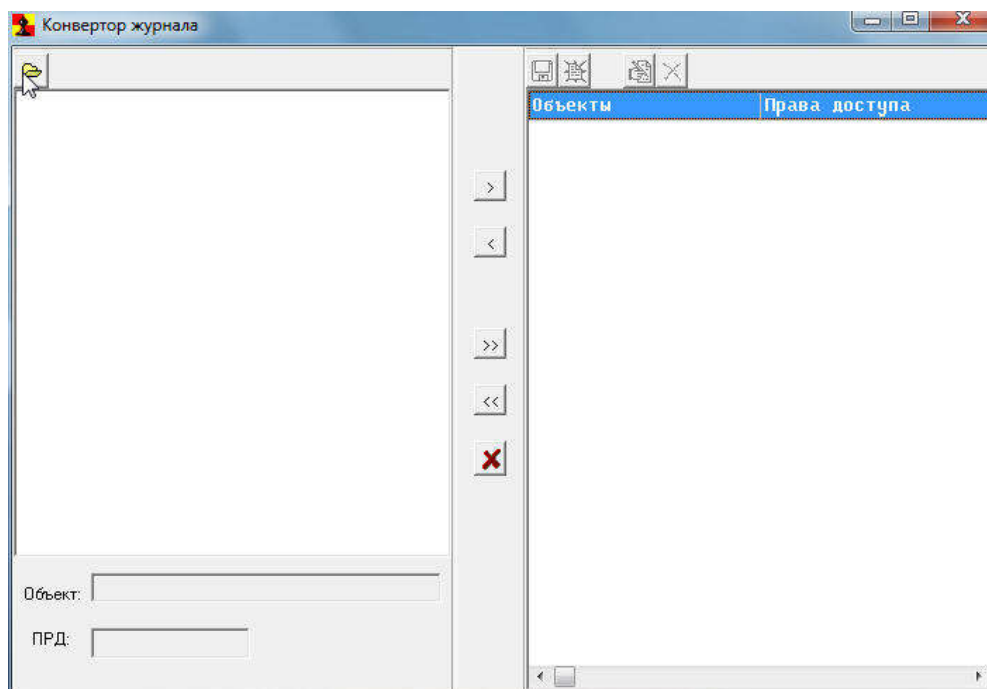 Конвертор журнала
Объекты Права доступа
>
<
>>
<<
Объект:
ПРД: